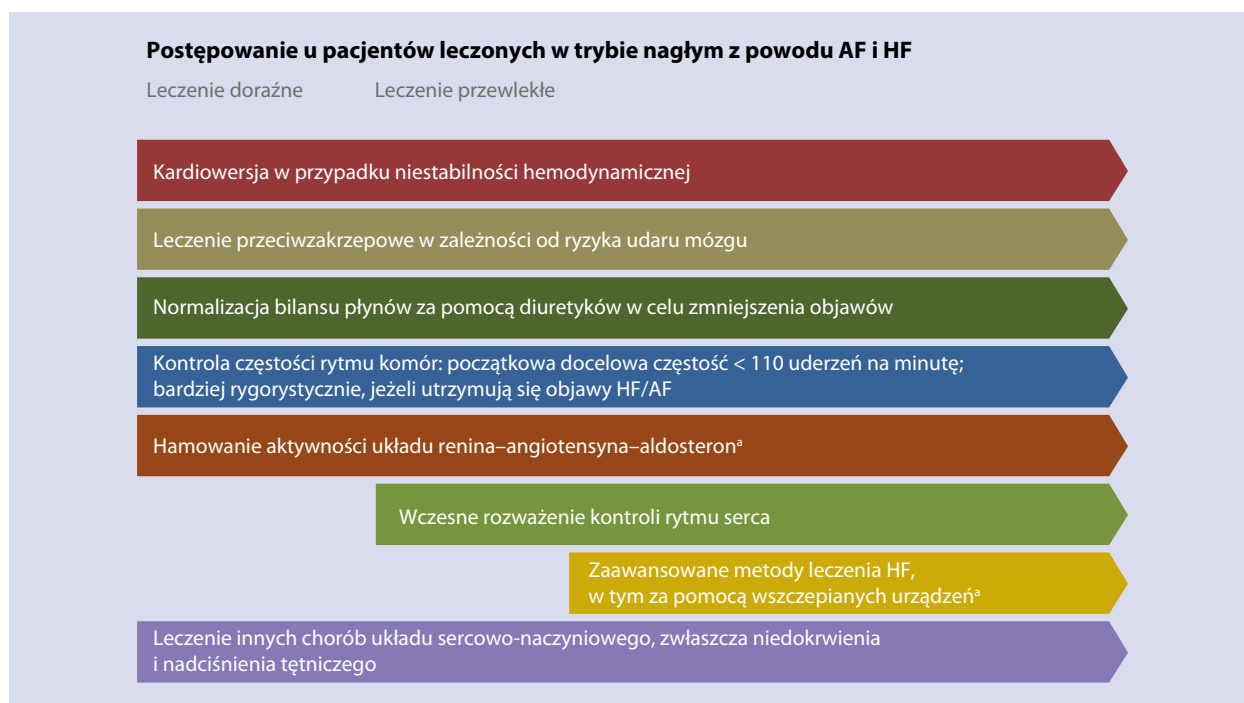 Postępowanie u pacjentów leczonych w trybie nagłym z powodu AF i HF
Leczenie doraźne Leczenie przewlekłe
Kardiowersja w przypadku niestabilności hemodynamicznej
Leczenie przeciwzakrzepowe w zależności od ryzyka udaru mózgu
Normalizacja bilansu płynów za pomocą diuretyków w celu zmniejszenia objawów
Kontrola częstości rytmu komór: początkowa docelowa częstość < 110 uderzeń na minutę;
bardziej rygorystycznie, jeżeli utrzymują się objawy HF/AF
Hamowanie aktywności układu renina–angiotensyna–aldosteronᵃ
Wczesne rozważenie kontroli rytmu serca
Zaawansowane metody leczenia HF,
w tym za pomocą wszczepianych urządzeńᵃ
Leczenie innych chorób układu sercowo-naczyniowego, zwłaszcza niedokrwienia
i nadciśnienia tętniczego